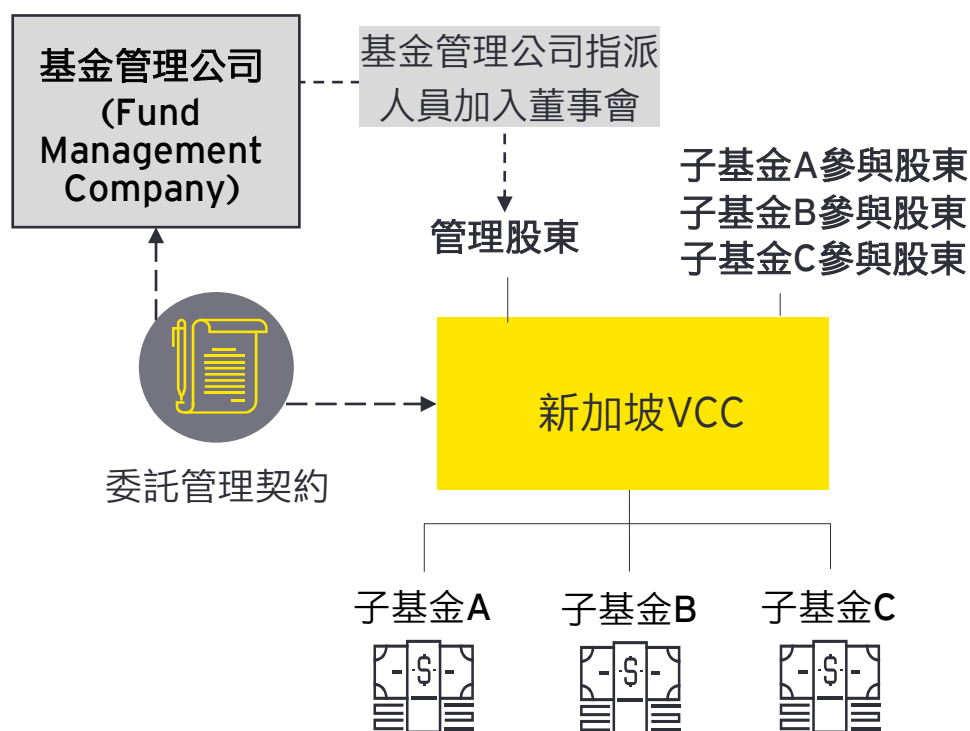 基金管理公司
(Fund
Management
Company)
基金管理公司指派
人員加入董事會
子基金A參與股東
子基金B參與股東
子基金C參與股東
管理股東
新加坡VCC
委託管理契約
子基金A
子基金B
子基金C
-$-
-$-
-$-